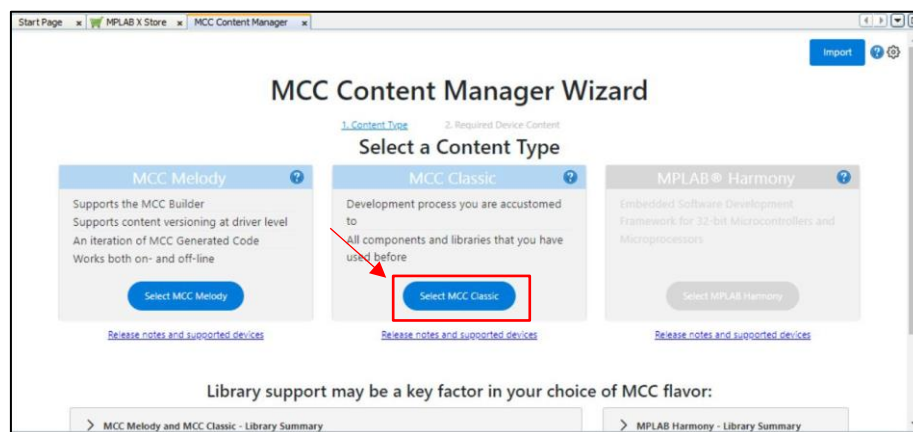 Start Page
MPLAB X Store
MCC Content Manager
Import
MCC Content Manager Wizard
1. Content Type
2. Required Device Content
Select a Content Type
MCC Melody
Supports the MCC Builder
Supports content versioning at driver level
An iteration of MCC Generated Code
Works both on- and off-line
Select MCC Melody
Release notes and supported devices
MCC Classic
Development process you are accustomed
to
All components and libraries that you have
used before
Select MCC Classic
Release notes and supported devices
MPLAB® Harmony
Embedded Software Development
Framework for 32-bit Microcontrollers and
Microprocessors
Select MPLAB Harmony
Release notes and supported devices
Library support may be a key factor in your choice of MCC flavor:
MCC Melody and MCC Classic - Library Summary
MPLAB Harmony - Library Summary